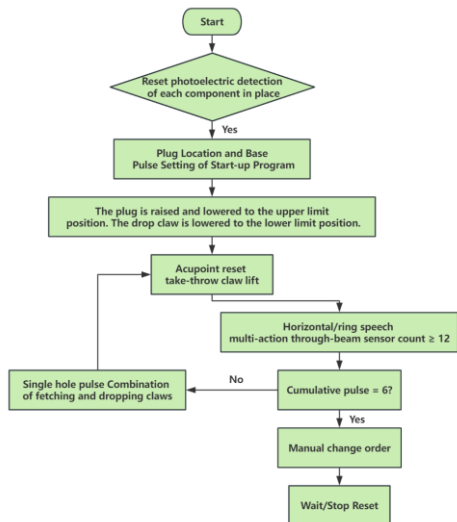 Start
Reset photoelectric detection
of each component in place
Yes
Plug Location and Base
Pulse Setting of Start-up Program
The plug is raised and lowered to the upper limit
position. The drop claw is lowered to the lower limit position.
Acupoint reset
take-throw claw lift
Horizontal/ring speech
multi-action through-beam sensor count ≥ 12
Cumulative pulse = 6?
No
Single hole pulse Combination
of fetching and dropping claws
Yes
Manual change order
Wait/Stop Reset